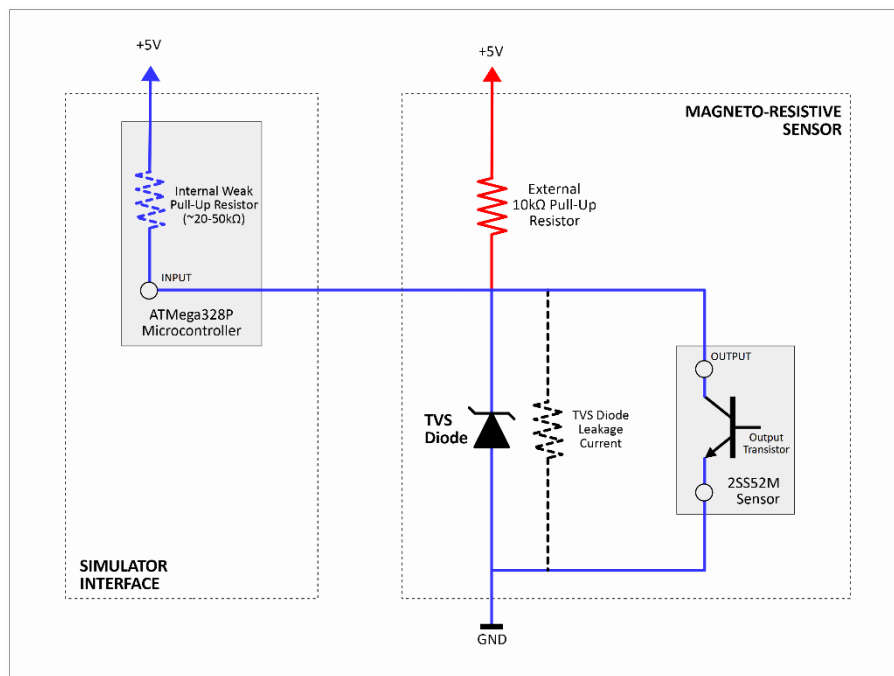 +5V
+5V
MAGNETO-RESISTIVE
SENSOR
Internal Weak
Pull-Up Resistor
(~20-50kΩ)
External
10kΩ Pull-Up
Resistor
INPUT
ATMega328P
Microcontroller
OUTPUT
TVS
Diode
TVS Diode
Leakage
Current
Output
Transistor
2SS52M
Sensor
SIMULATOR
INTERFACE
GND